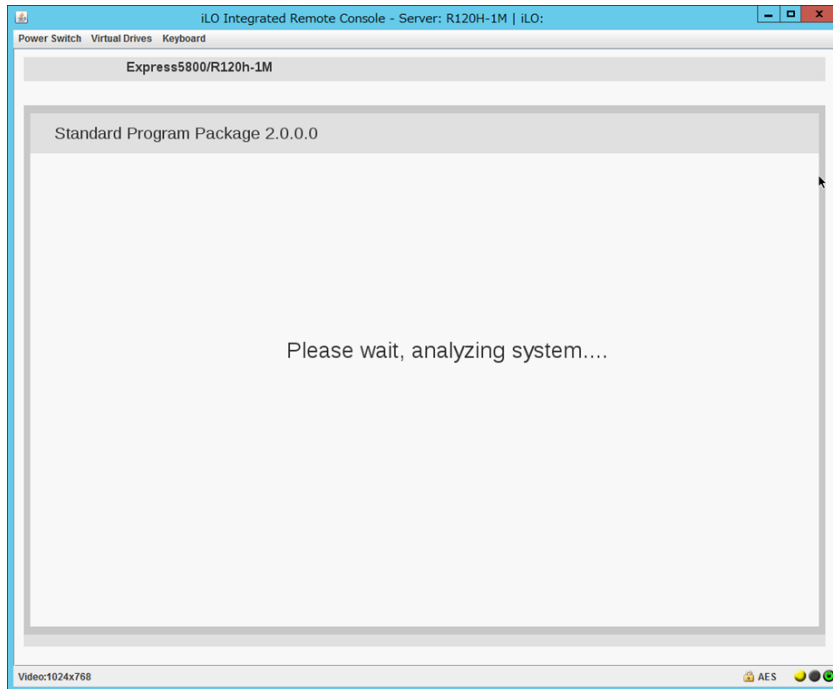 iLO Integrated Remote Console - Server: R120H-1M | iLO:
Power Switch Virtual Drives Keyboard
Express5800/R120h-1M
Standard Program Package 2.0.0.0
Please wait, analyzing system....
Video:1024x768
AES